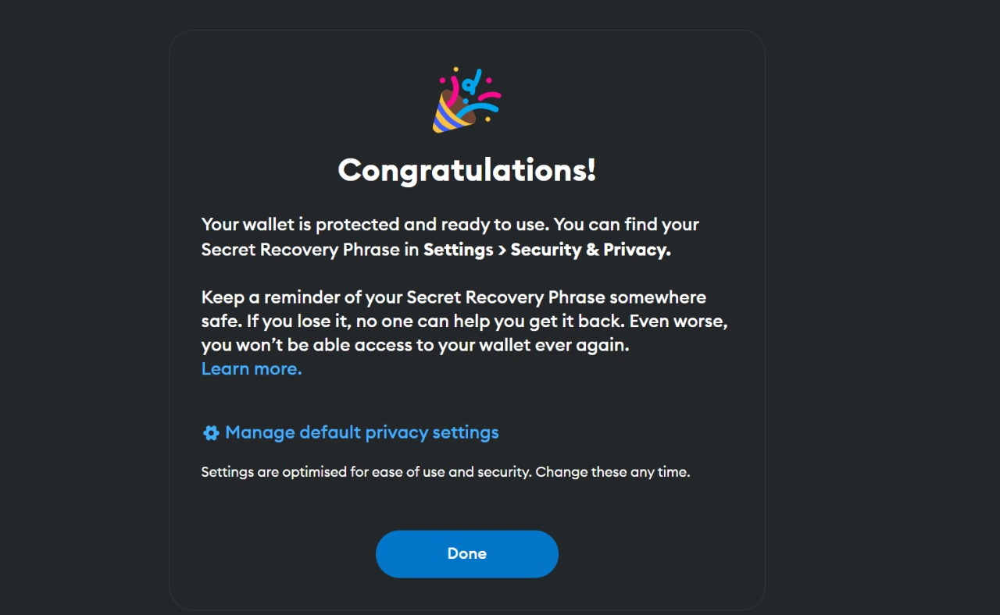 Congratulations!
Your wallet is protected and ready to use. You can find your
Secret Recovery Phrase in Settings > Security & Privacy.
Keep a reminder of your Secret Recovery Phrase somewhere
safe. If you lose it, no one can help you get it back. Even worse,
you won’t be able access to your wallet ever again.
Learn more.
Manage default privacy settings
Settings are optimised for ease of use and security. Change these any time.
Done